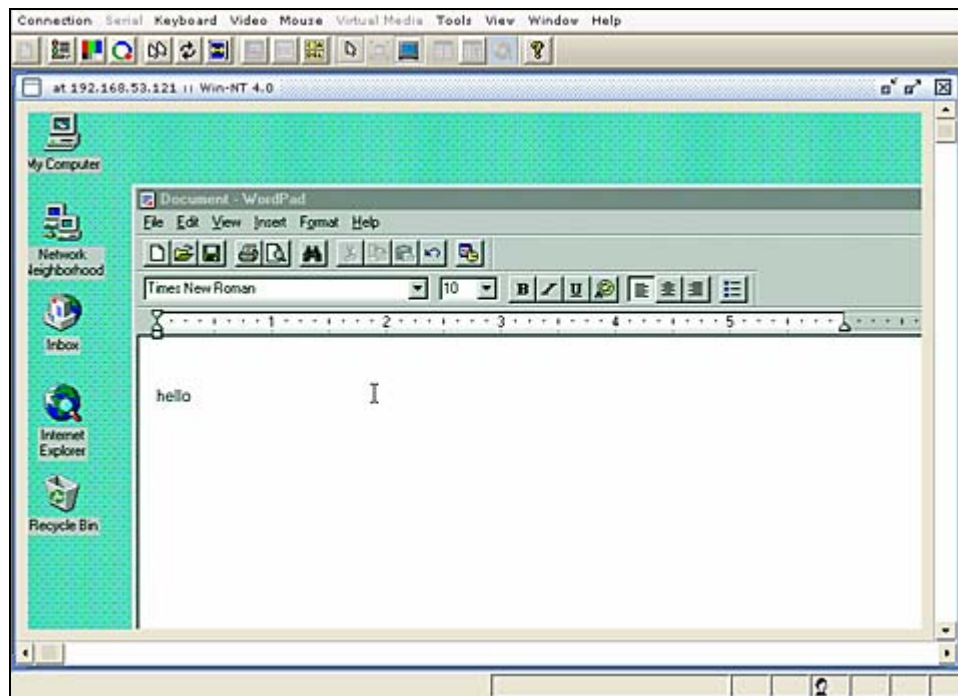 Connection Serial Keyboard Video Mouse Virtual Media Tools View Window Help
at 192.168.53.121 :: Win-NT 4.0
My Computer
Document - WordPad
File Edit View Insert Format Help
Network
Neighborhood
Times New Roman 10 B I U
1 2 3 4 5
Inbox
hello
Internet
Explorer
Recycle Bin